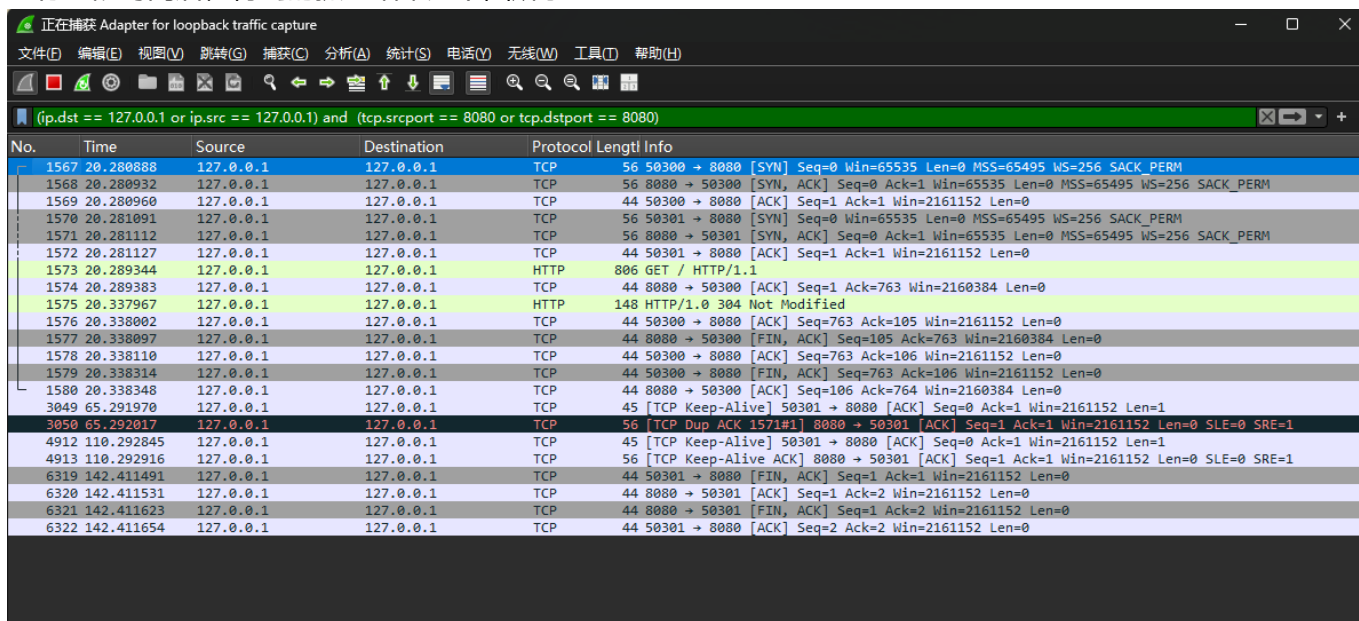 正在捕获 Adapter for loopback traffic capture
文件(F) 编辑(E) 视图(V) 跳转(G) 捕获(C) 分析(A) 统计(S) 电话(Y) 无线(W) 工具(T) 帮助(H)
(ip.dst == 127.0.0.1 or ip.src == 127.0.0.1) and (tcp.srcport == 8080 or tcp.dstport == 8080)
No. Time Source Destination Protocol Lengtl Info
1567 20.280888 127.0.0.1 127.0.0.1 TCP 56 50300 → 8080 [SYN] Seq=0 Win=65535 Len=0 MSS=65495 WS=256 SACK_PERM
1568 20.280932 127.0.0.1 127.0.0.1 TCP 56 8080 → 50300 [SYN, ACK] Seq=0 Ack=1 Win=65535 Len=0 MSS=65495 WS=256 SACK_PERM
1569 20.280960 127.0.0.1 127.0.0.1 TCP 44 50300 → 8080 [ACK] Seq=1 Ack=1 Win=2161152 Len=0
1570 20.281091 127.0.0.1 127.0.0.1 TCP 56 50301 → 8080 [SYN] Seq=0 Win=65535 Len=0 MSS=65495 WS=256 SACK_PERM
1571 20.281112 127.0.0.1 127.0.0.1 TCP 56 8080 → 50301 [SYN, ACK] Seq=0 Ack=1 Win=65535 Len=0 MSS=65495 WS=256 SACK_PERM
1572 20.281127 127.0.0.1 127.0.0.1 TCP 44 50301 → 8080 [ACK] Seq=1 Ack=1 Win=2161152 Len=0
1573 20.289344 127.0.0.1 127.0.0.1 HTTP 806 GET / HTTP/1.1
1574 20.289383 127.0.0.1 127.0.0.1 TCP 44 8080 → 50300 [ACK] Seq=1 Ack=763 Win=2160384 Len=0
1575 20.337967 127.0.0.1 127.0.0.1 HTTP 148 HTTP/1.0 304 Not Modified
1576 20.338002 127.0.0.1 127.0.0.1 TCP 44 50300 → 8080 [ACK] Seq=763 Ack=105 Win=2161152 Len=0
1577 20.338097 127.0.0.1 127.0.0.1 TCP 44 8080 → 50300 [FIN, ACK] Seq=105 Ack=763 Win=2160384 Len=0
1578 20.338110 127.0.0.1 127.0.0.1 TCP 44 50300 → 8080 [ACK] Seq=763 Ack=106 Win=2161152 Len=0
1579 20.338314 127.0.0.1 127.0.0.1 TCP 44 50300 → 8080 [FIN, ACK] Seq=763 Ack=106 Win=2161152 Len=0
1580 20.338348 127.0.0.1 127.0.0.1 TCP 44 8080 → 50300 [ACK] Seq=106 Ack=764 Win=2160384 Len=0
3049 65.291970 127.0.0.1 127.0.0.1 TCP 45 [TCP Keep-Alive] 50301 → 8080 [ACK] Seq=0 Ack=1 Win=2161152 Len=1
3050 65.292017 127.0.0.1 127.0.0.1 TCP 56 [TCP Dup ACK 1571#1] 8080 → 50301 [ACK] Seq=1 Ack=1 Win=2161152 Len=0 SLE=0 SRE=1
4912 110.292845 127.0.0.1 127.0.0.1 TCP 45 [TCP Keep-Alive] 50301 → 8080 [ACK] Seq=0 Ack=1 Win=2161152 Len=1
4913 110.292916 127.0.0.1 127.0.0.1 TCP 56 [TCP Keep-Alive ACK] 8080 → 50301 [ACK] Seq=1 Ack=1 Win=2161152 Len=0 SLE=0 SRE=1
6319 142.411491 127.0.0.1 127.0.0.1 TCP 44 50301 → 8080 [FIN, ACK] Seq=1 Ack=1 Win=2161152 Len=0
6320 142.411531 127.0.0.1 127.0.0.1 TCP 44 8080 → 50301 [ACK] Seq=1 Ack=2 Win=2161152 Len=0
6321 142.411623 127.0.0.1 127.0.0.1 TCP 44 8080 → 50301 [FIN, ACK] Seq=1 Ack=2 Win=2161152 Len=0
6322 142.411654 127.0.0.1 127.0.0.1 TCP 44 50301 → 8080 [ACK] Seq=2 Ack=2 Win=2161152 Len=0